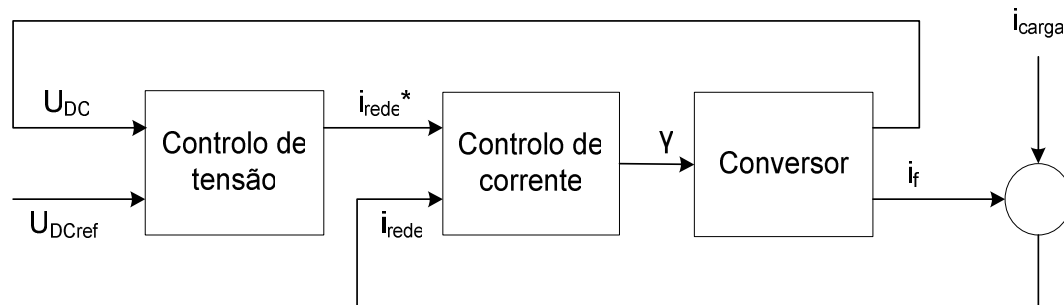 i_carga
U_DC
i_rede*
Controlo de
tensão
Controlo de
corrente
γ
Conversor
i_f
U_DCref
i_rede